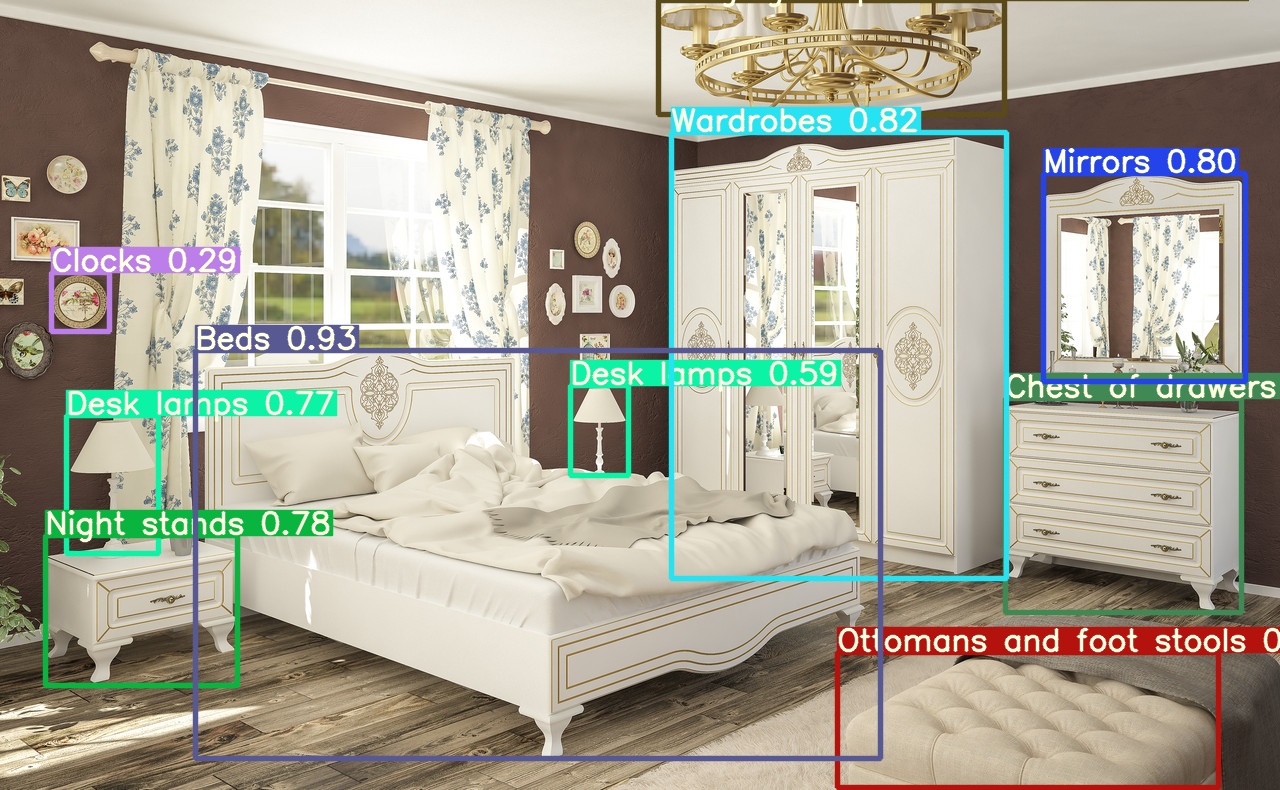 Wardrobes 0.82
Mirrors 0.80
Clocks 0.29
Beds 0.93
Desk lamps 0.59
Chest of drawers
Desk lamps 0.77
Night stands 0.78
Ottomans and foot stools 0